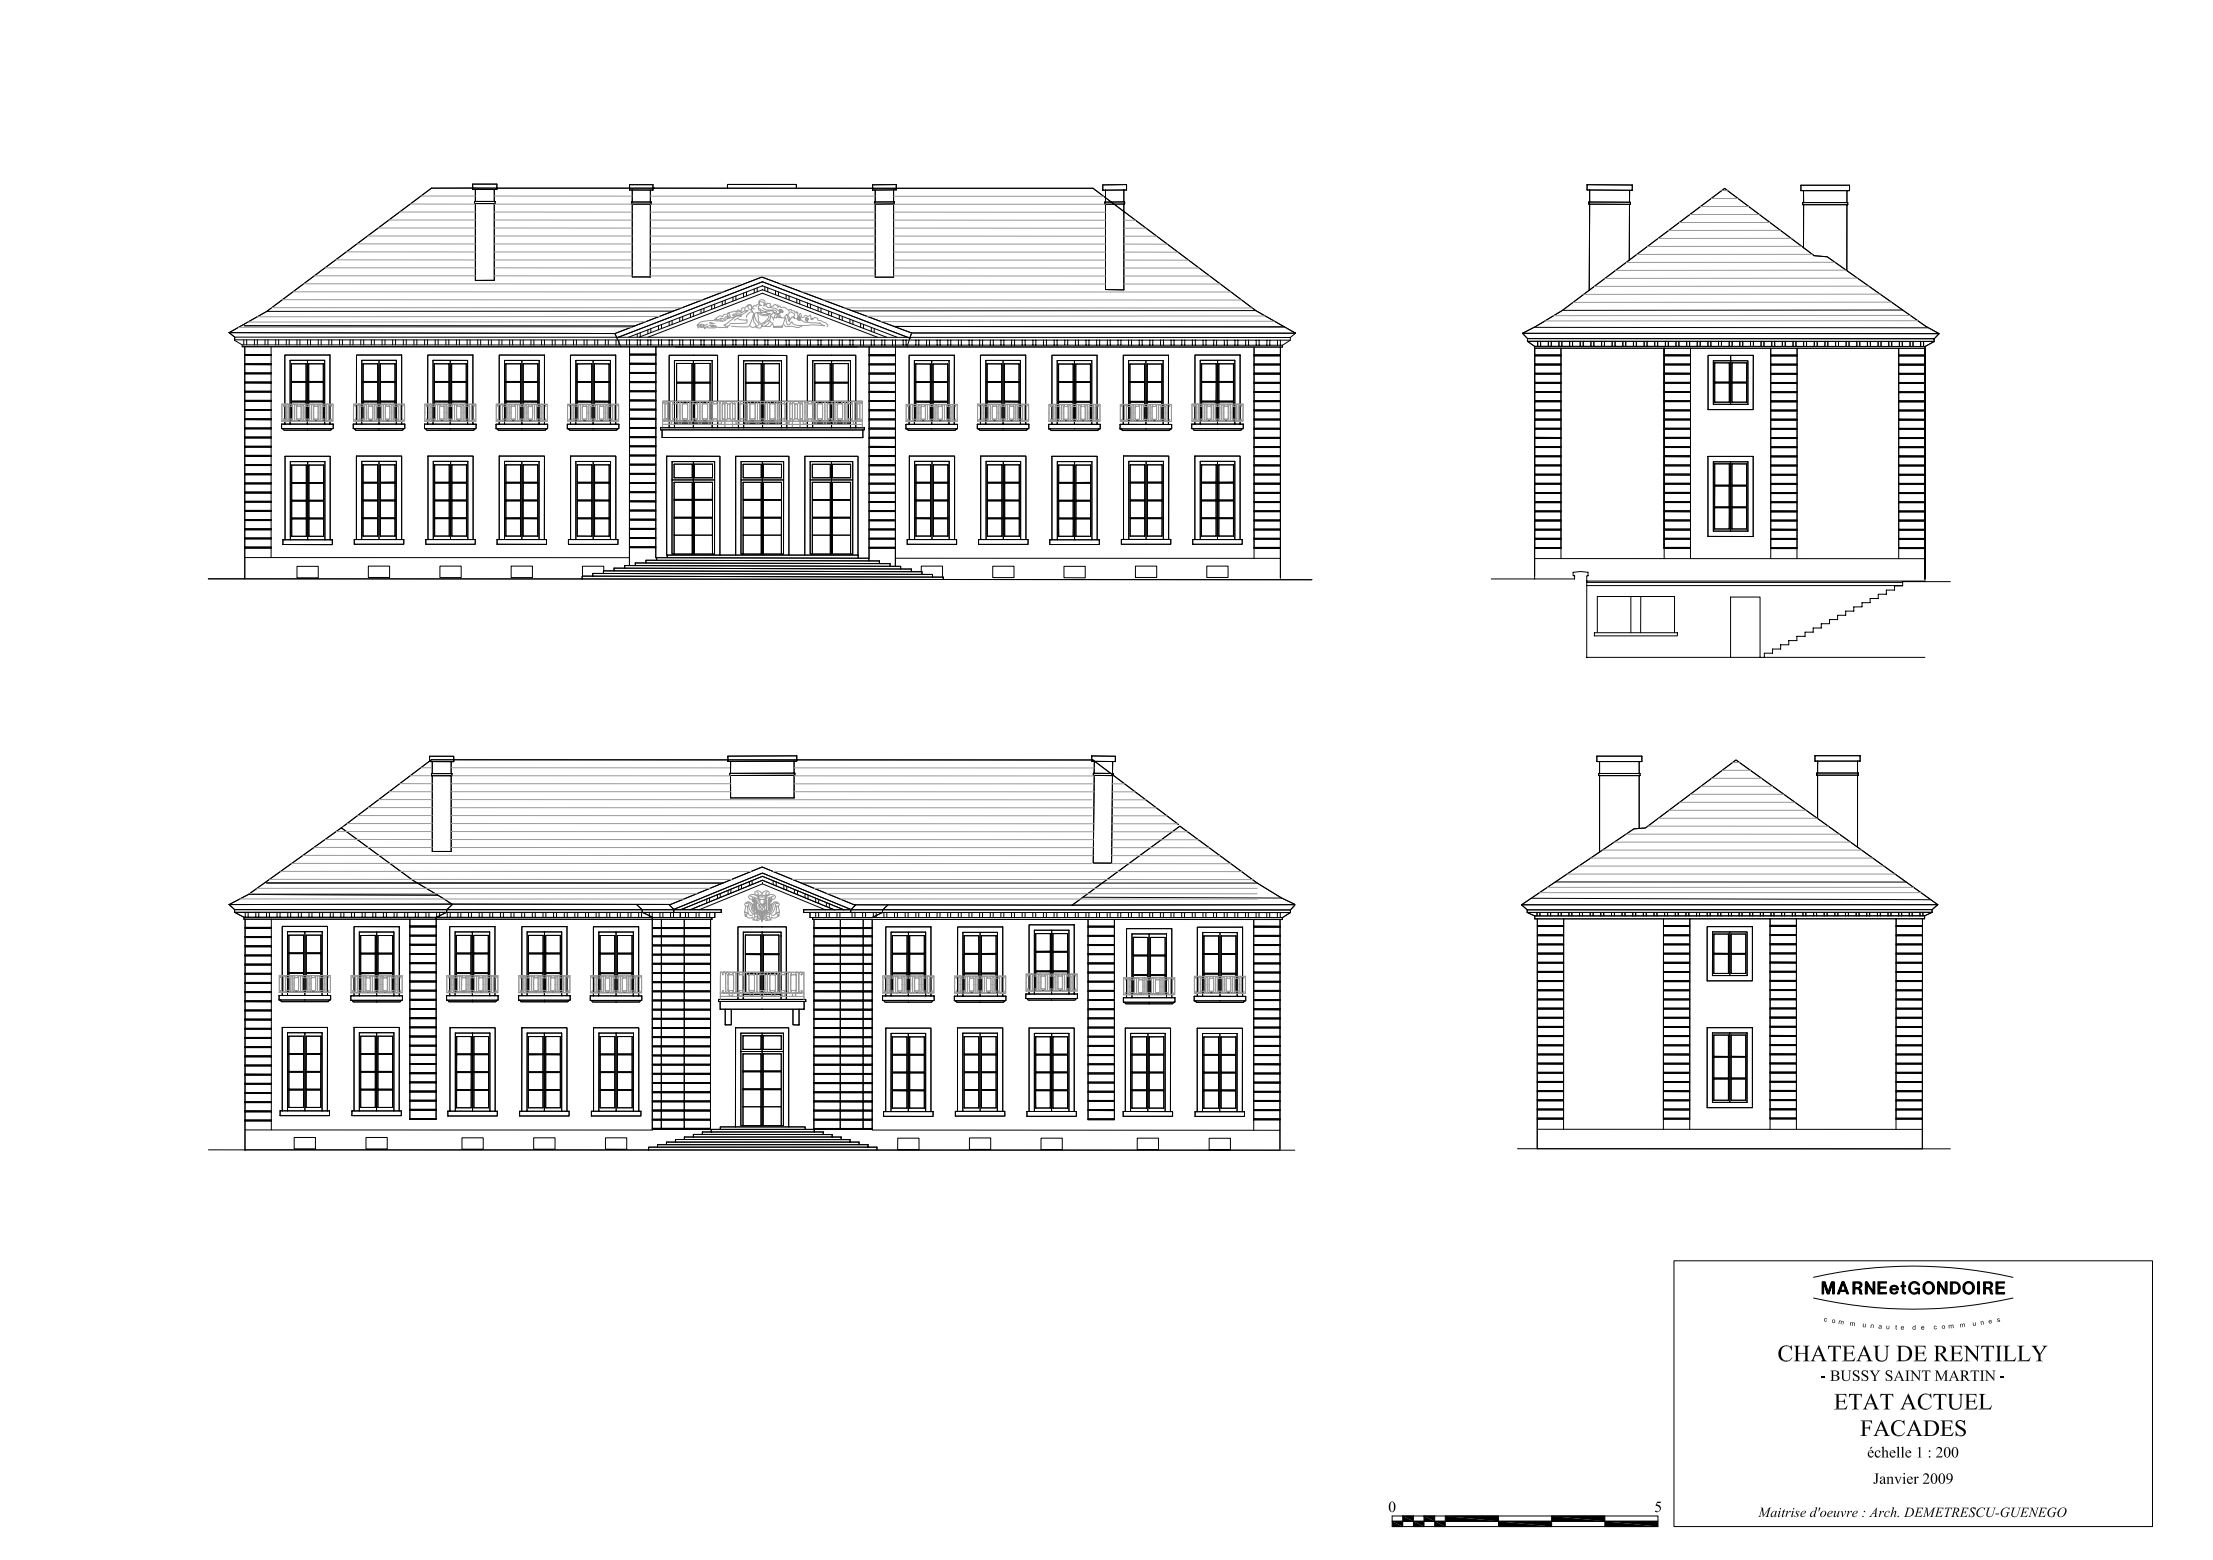 MARNEetGONDOIRE
communaute de communes
CHATEAU DE RENTILLY
- BUSSY SAINT MARTIN -
ETAT ACTUEL
FACADES
échelle 1 : 200
Janvier 2009
Maitrise d'oeuvre : Arch. DEMETRESCU-GUENEGO
0 5